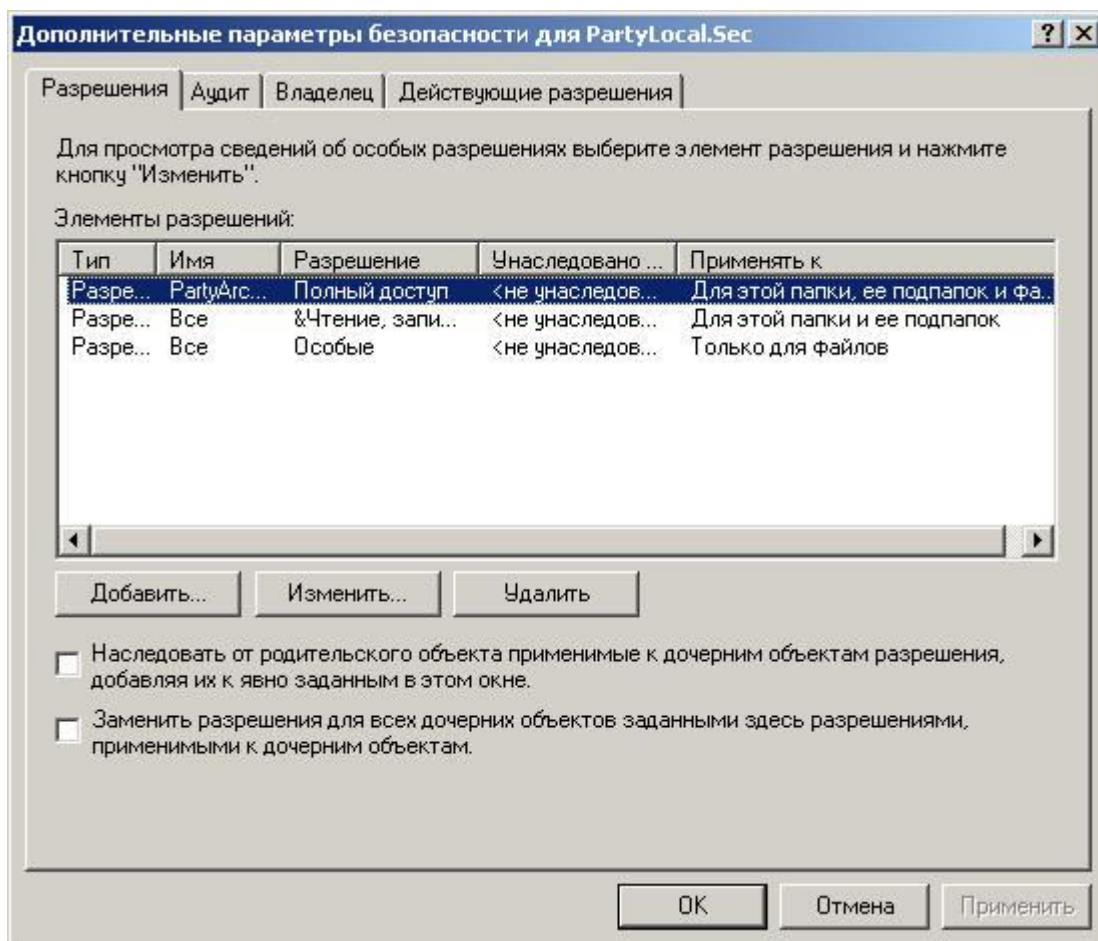 Дополнительные параметры безопасности для PartyLocal.Sec
Разрешения Аудит Владелец Действующие разрешения
Для просмотра сведений об особых разрешениях выберите элемент разрешения и нажмите
кнопку "Изменить".
Элементы разрешений:
Тип Имя Разрешение Унаследовано ... Применять к
Разре... PartyArc... Полный доступ <не унаследов... Для этой папки, ее подпапок и фа..
Разре... Все &Чтение, запи... <не унаследов... Для этой папки и ее подпапок
Разре... Все Особые <не унаследов... Только для файлов
Добавить... Изменить... Удалить
Наследовать от родительского объекта применимые к дочерним объектам разрешения,
добавляя их к явно заданным в этом окне.
Заменить разрешения для всех дочерних объектов заданными здесь разрешениями,
применимыми к дочерним объектам.
OK Отмена Применить